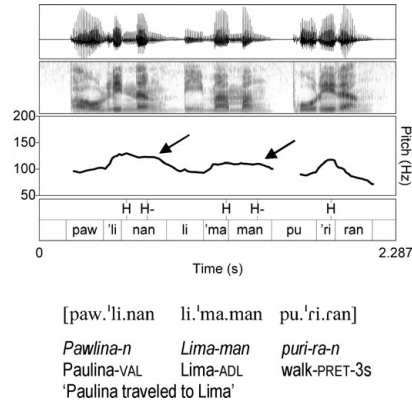 200
150
100
50
Pitch (Hz)
H H- H H- H
paw 'li nan li 'ma man pu 'ri ran
0 2.287
Time (s)
[paw.ˈli.nan li.ˈma.man pu.ˈɾi.ɾan]
Pawlina-n Lima-man puri-ra-n
Paulina-VAL Lima-ADL walk-PRET-3s
‘Paulina traveled to Lima’